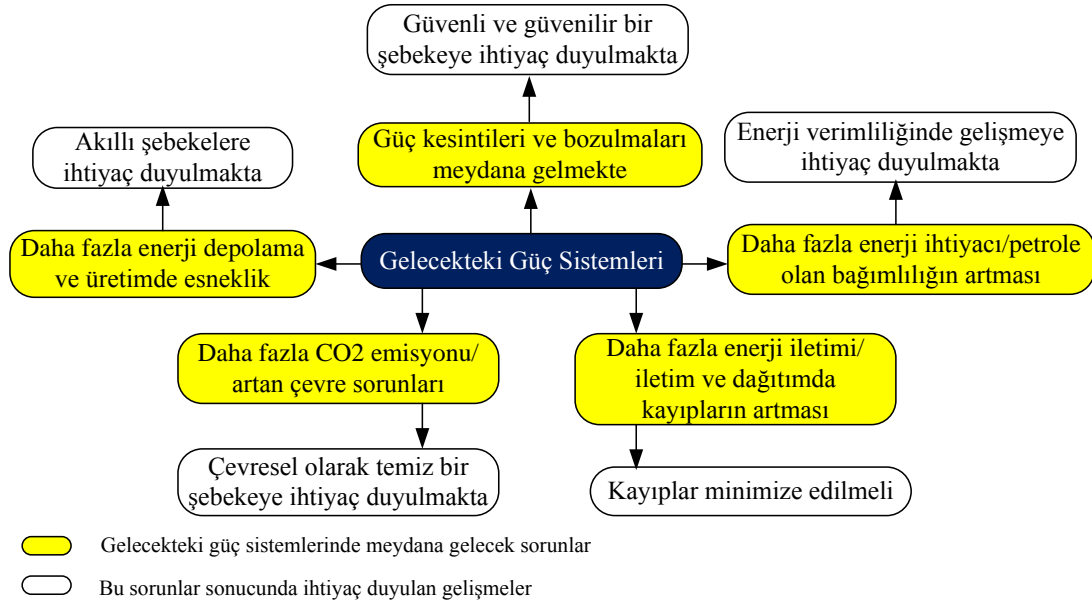 Güvenli ve güvenilir bir
şebekeye ihtiyaç duyulmakta
Akıllı şebekelere
ihtiyaç duyulmakta
Güç kesintileri ve bozulmaları
meydana gelmekte
Enerji verimliliğinde gelişmeye
ihtiyaç duyulmakta
Daha fazla enerji depolama
ve üretimde esneklik
Gelecekteki Güç Sistemleri
Daha fazla enerji ihtiyacı/petrole
olan bağımlılığın artması
Daha fazla CO2 emisyonu/
artan çevre sorunları
Daha fazla enerji iletimi/
iletim ve dağıtımda
kayıpların artması
Çevresel olarak temiz bir
şebekeye ihtiyaç duyulmakta
Kayıplar minimize edilmeli
Gelecekteki güç sistemlerinde meydana gelecek sorunlar
Bu sorunlar sonucunda ihtiyaç duyulan gelişmeler